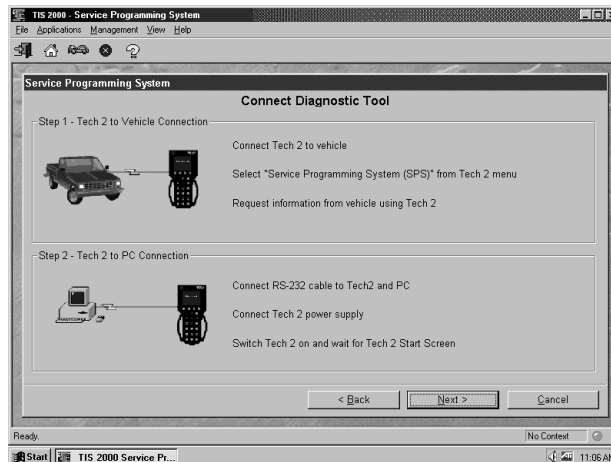 TIS 2000 - Service Programming System
File Applications Management View Help
Service Programming System
Connect Diagnostic Tool
Step 1 - Tech 2 to Vehicle Connection
Connect Tech 2 to vehicle
Select "Service Programming System (SPS)" from Tech 2 menu
Request information from vehicle using Tech 2
Step 2 - Tech 2 to PC Connection
Connect RS-232 cable to Tech2 and PC
Connect Tech 2 power supply
Switch Tech 2 on and wait for Tech 2 Start Screen
< Back Next > Cancel
Ready. No Context
Start TIS 2000 Service Pr... 11:06 AM